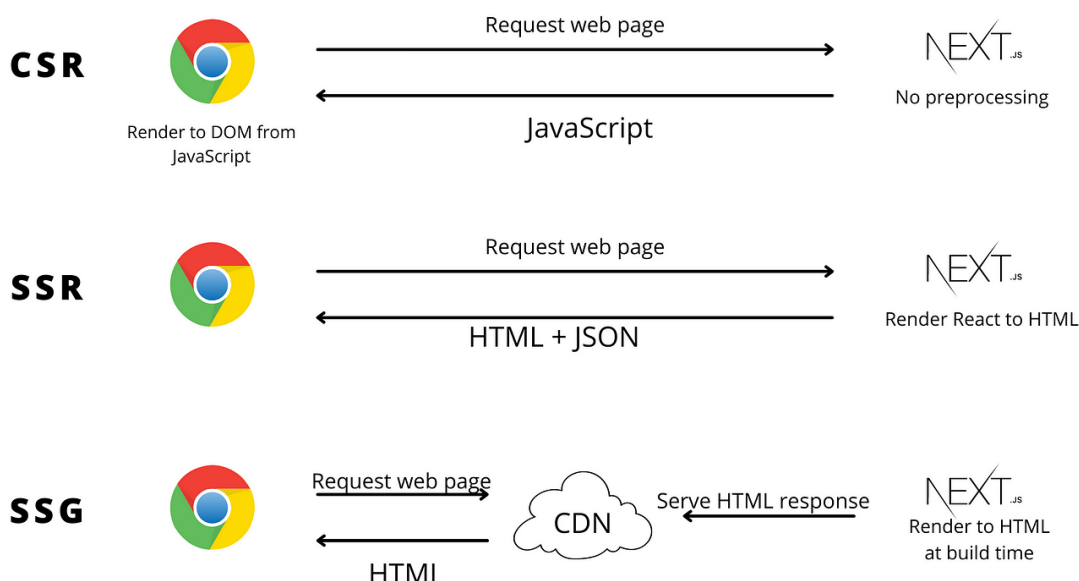 CSR
Request web page
NEXT.JS
No preprocessing
JavaScript
Render to DOM from
JavaScript
SSR
Request web page
NEXT.JS
Render React to HTML
HTML + JSON
SSG
Request web page
CDN
Serve HTML response
NEXT.JS
Render to HTML
at build time
HTML